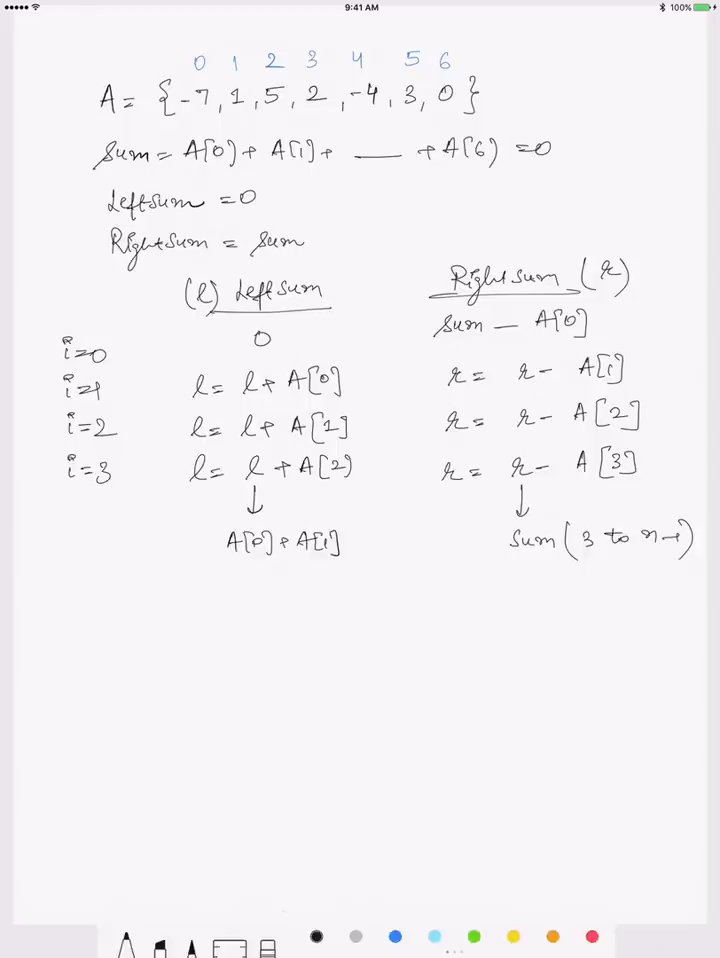 9:41 AM 100%
0 1 2 3 4 5 6
A = {-7, 1, 5, 2, -4, 3, 0}
Sum = A[0] + A[1] + — + A[6] = 0
Leftsum = 0
Rightsum = Sum
(l) Leftsum Rightsum (r)
i=0 0 Sum — A[0]
i=1 l = l + A[0] r = r - A[1]
i=2 l = l + A[1] r = r - A[2]
i=3 l = l + A[2] r = r - A[3]
↓ ↓
A[0] + A[1] Sum (3 to n-1)